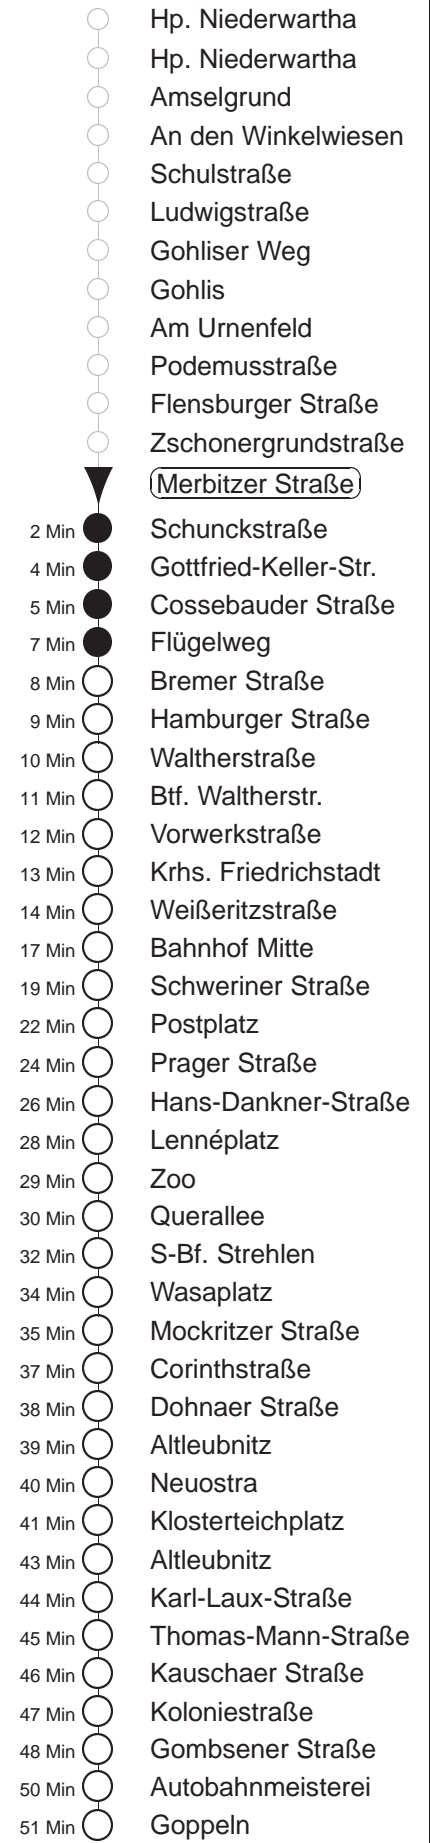 Hp. Niederwartha
Hp. Niederwartha
Amselgrund
An den Winkelwiesen
Schulstraße
Ludwigstraße
Gohliser Weg
Gohlis
Am Urnenfeld
Podemusstraße
Flensburger Straße
Zschonergrundstraße
Merbitzer Straße
2 Min Schunckstraße
4 Min Gottfried-Keller-Str.
5 Min Cossebauder Straße
7 Min Flügelweg
8 Min Bremer Straße
9 Min Hamburger Straße
10 Min Waltherstraße
11 Min Btf. Waltherstr.
12 Min Vorwerkstraße
13 Min Krhs. Friedrichstadt
14 Min Weißeritzstraße
17 Min Bahnhof Mitte
19 Min Schweriner Straße
22 Min Postplatz
24 Min Prager Straße
26 Min Hans-Dankner-Straße
28 Min Lennéplatz
29 Min Zoo
30 Min Querallee
32 Min S-Bf. Strehlen
34 Min Wasaplatz
35 Min Mockritzer Straße
37 Min Corinthstraße
38 Min Dohnaer Straße
39 Min Altleubnitz
40 Min Neuostra
41 Min Klosterteichplatz
43 Min Altleubnitz
44 Min Karl-Laux-Straße
45 Min Thomas-Mann-Straße
46 Min Kauschaer Straße
47 Min Koloniestraße
48 Min Gombsener Straße
50 Min Autobahnmeisterei
51 Min Goppeln